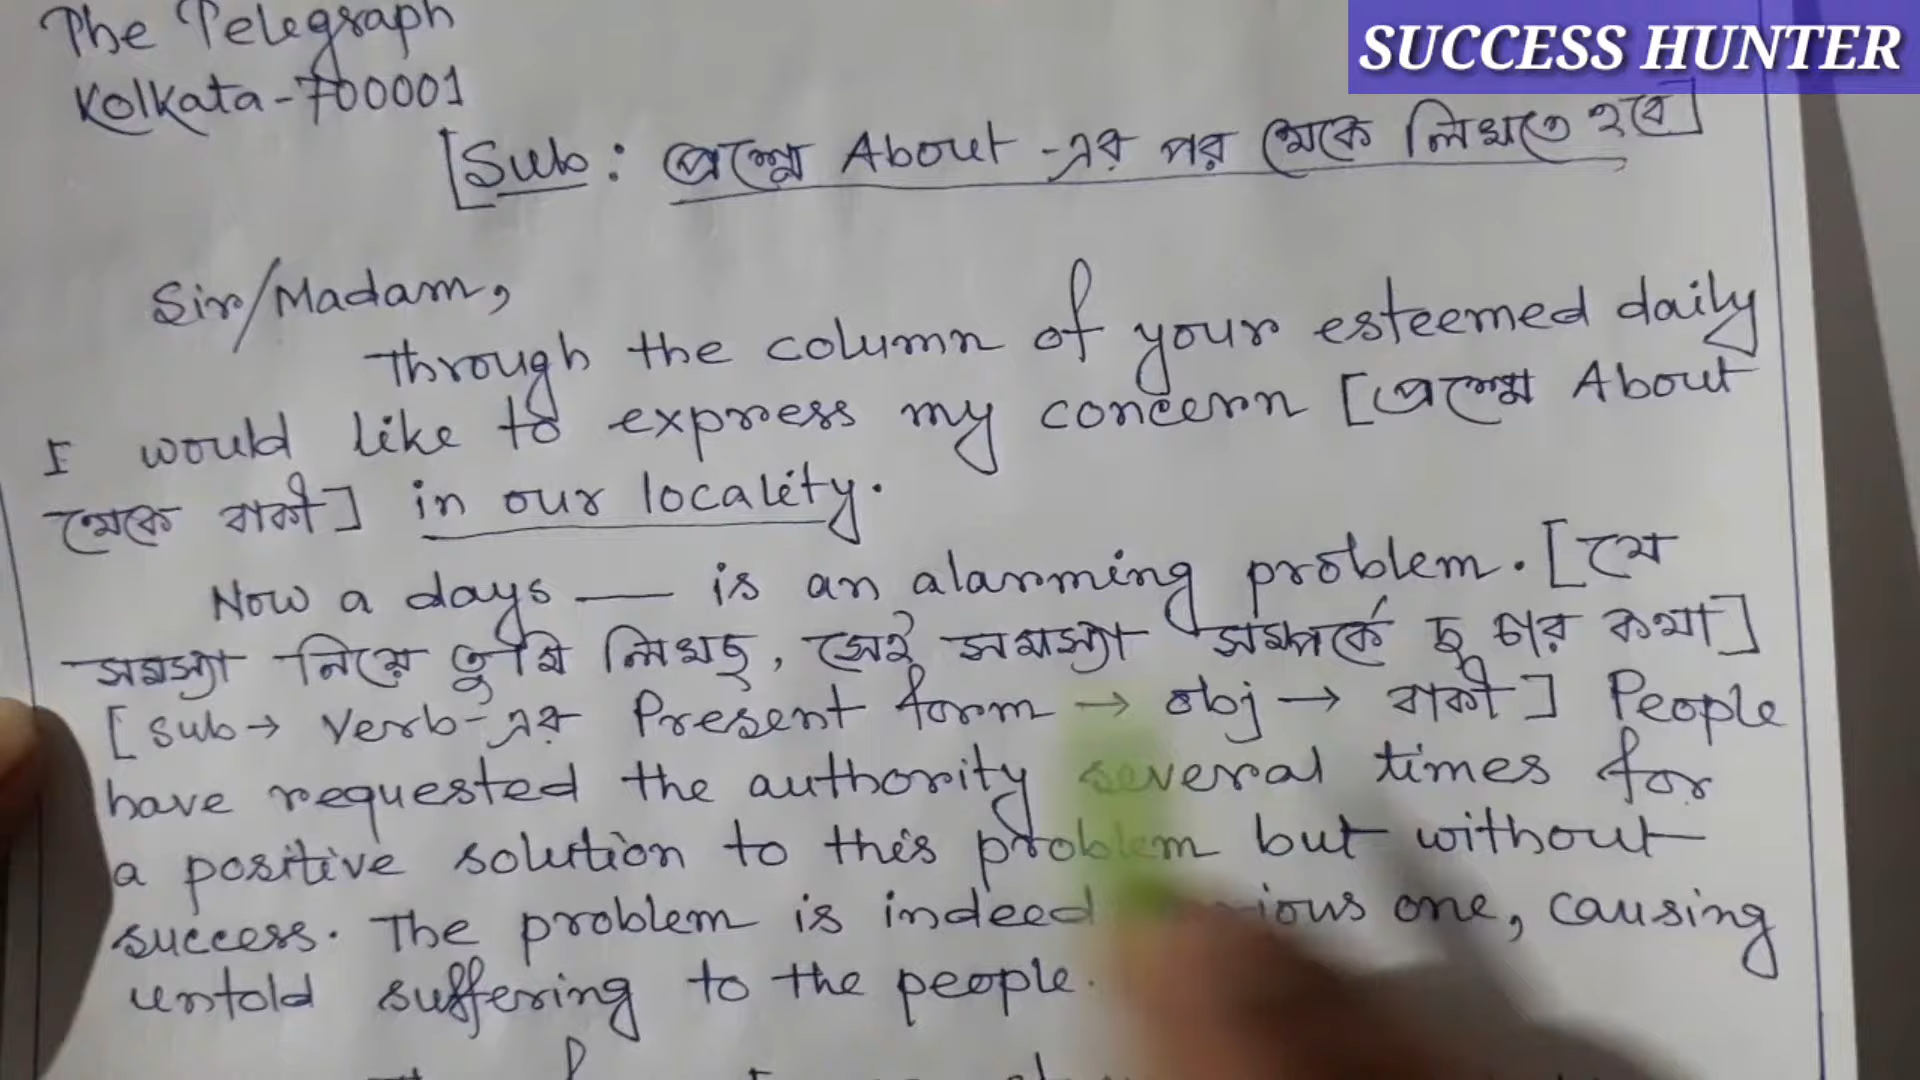 The Telegraph
SUCCESS HUNTER
Kolkata-700001
[Sub: প্রশ্নে About -এর পর থেকে লিখতে হবে]
Sir/Madam,
Through the column of your esteemed daily
I would like to express my concern [প্রশ্নে About
থেকে বাকী] in our locality.
Now a days — is an alarming problem. [যে
সমস্যা নিয়ে তুমি লিখছ, সেই সমস্যা সম্পর্কে দু চার কথা]
[Sub→ Verb-এর Present form → obj → বাকী] People
have requested the authority several times for
a positive solution to this problem but without
success. The problem is indeed one, causing
untold suffering to the people.